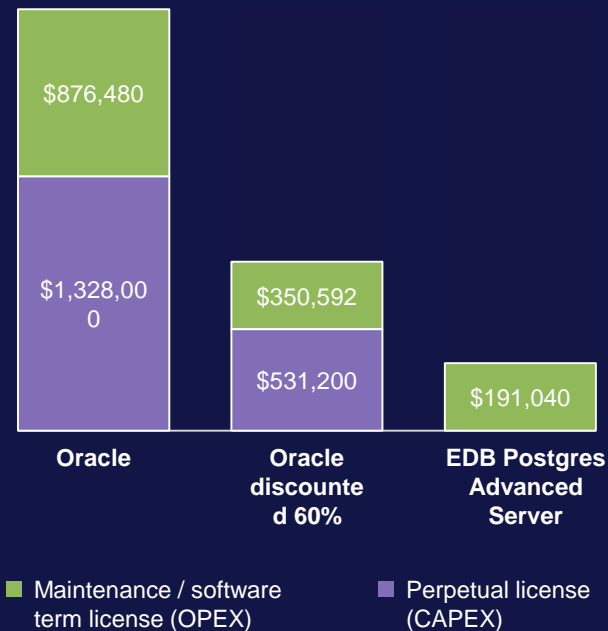 $876,480
$1,328,00
0
$350,592
$531,200
$191,040
Oracle
Oracle
discounte
d 60%
EDB Postgres
Advanced
Server
Maintenance / software
term license (OPEX)
Perpetual license
(CAPEX)